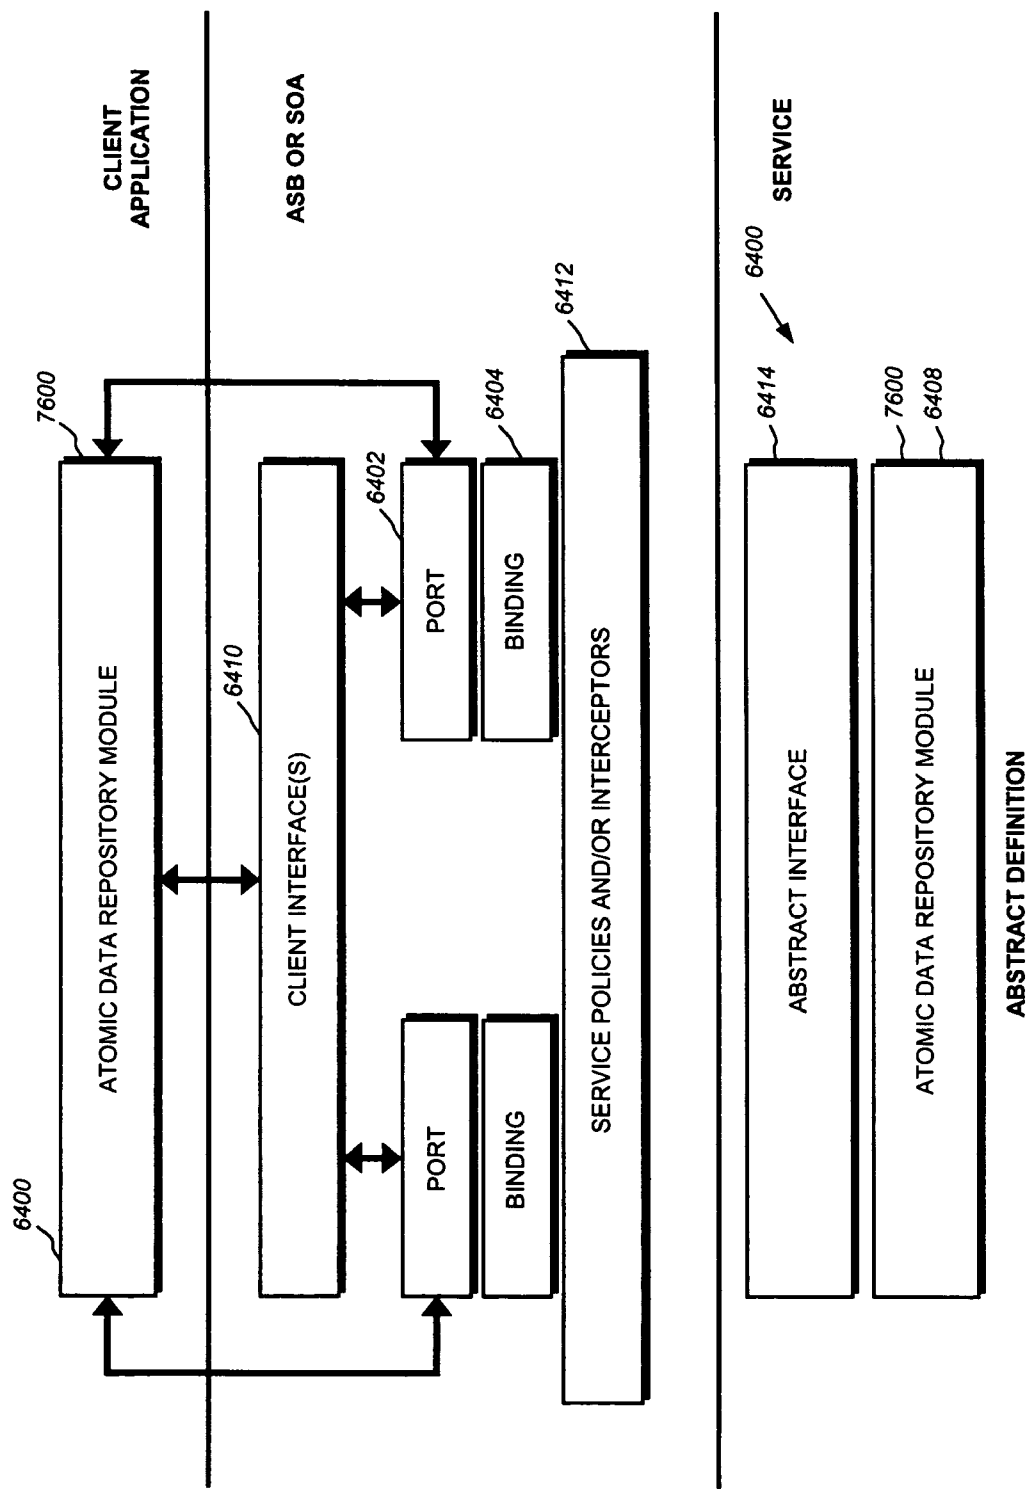 6400
ATOMIC DATA REPOSITORY MODULE
7600
CLIENT
APPLICATION
CLIENT INTERFACE(S)
6410
ASB OR SOA
PORT
PORT
6402
BINDING
BINDING
6404
SERVICE POLICIES AND/OR INTERCEPTORS
6412
ABSTRACT INTERFACE
6414
6400
SERVICE
ATOMIC DATA REPOSITORY MODULE
7600
6408
ABSTRACT DEFINITION